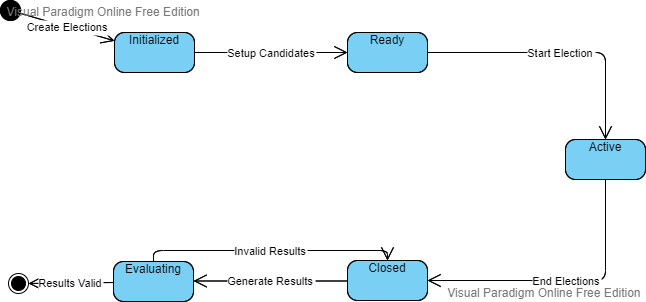 Visual Paradigm Online Free Edition
Create Elections
Initialized
Setup Candidates
Ready
Start Election
Active
Invalid Results
Evaluating
Closed
Results Valid
Generate Results
End Elections
Visual Paradigm Online Free Edition